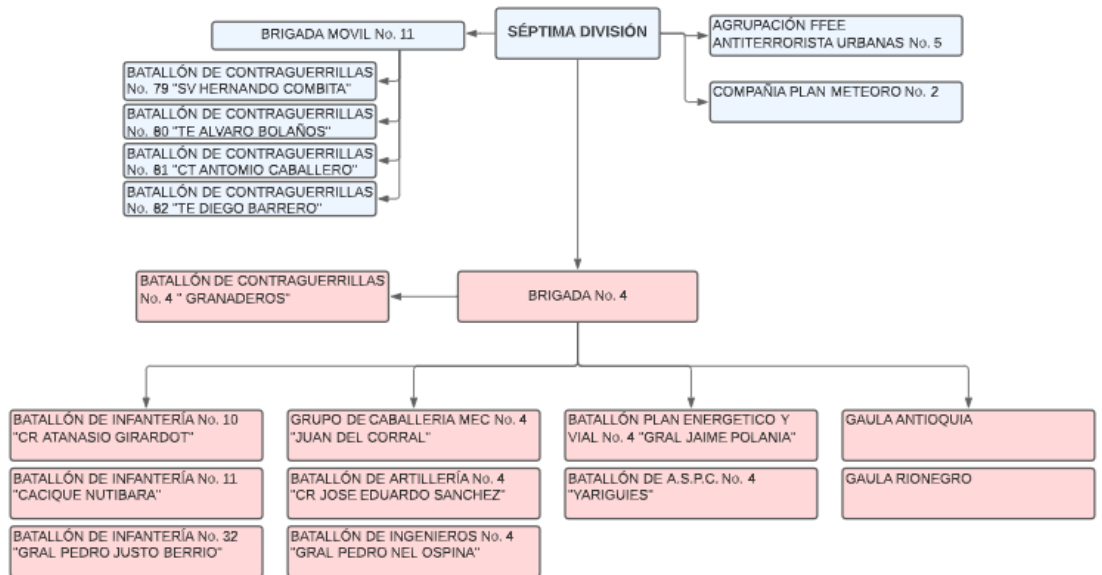 SÉPTIMA DIVISIÓN
BRIGADA MOVIL No. 11
AGRUPACIÓN FFEE
ANTITERRORISTA URBANAS No. 5
COMPAÑIA PLAN METEORO No. 2
BATALLÓN DE CONTRAGUERRILLAS
No. 79 "SV HERNANDO COMBITA"
BATALLÓN DE CONTRAGUERRILLAS
No. 80 "TE ALVARO BOLAÑOS"
BATALLÓN DE CONTRAGUERRILLAS
No. 81 "CT ANTOMIO CABALLERO"
BATALLÓN DE CONTRAGUERRILLAS
No. 82 "TE DIEGO BARRERO"
BATALLÓN DE CONTRAGUERRILLAS
No. 4 " GRANADEROS"
BRIGADA No. 4
BATALLÓN DE INFANTERÍA No. 10
"CR ATANASIO GIRARDOT"
BATALLÓN DE INFANTERÍA No. 11
"CACIQUE NUTIBARA"
BATALLÓN DE INFANTERÍA No. 32
"GRAL PEDRO JUSTO BERRIO"
GRUPO DE CABALLERIA MEC No. 4
"JUAN DEL CORRAL"
BATALLÓN DE ARTILLERÍA No. 4
"CR JOSE EDUARDO SANCHEZ"
BATALLÓN DE INGENIEROS No. 4
"GRAL PEDRO NEL OSPINA"
BATALLÓN PLAN ENERGETICO Y
VIAL No. 4 "GRAL JAIME POLANIA"
BATALLÓN DE A.S.P.C. No. 4
"YARIGUIES"
GAULA ANTIOQUIA
GAULA RIONEGRO